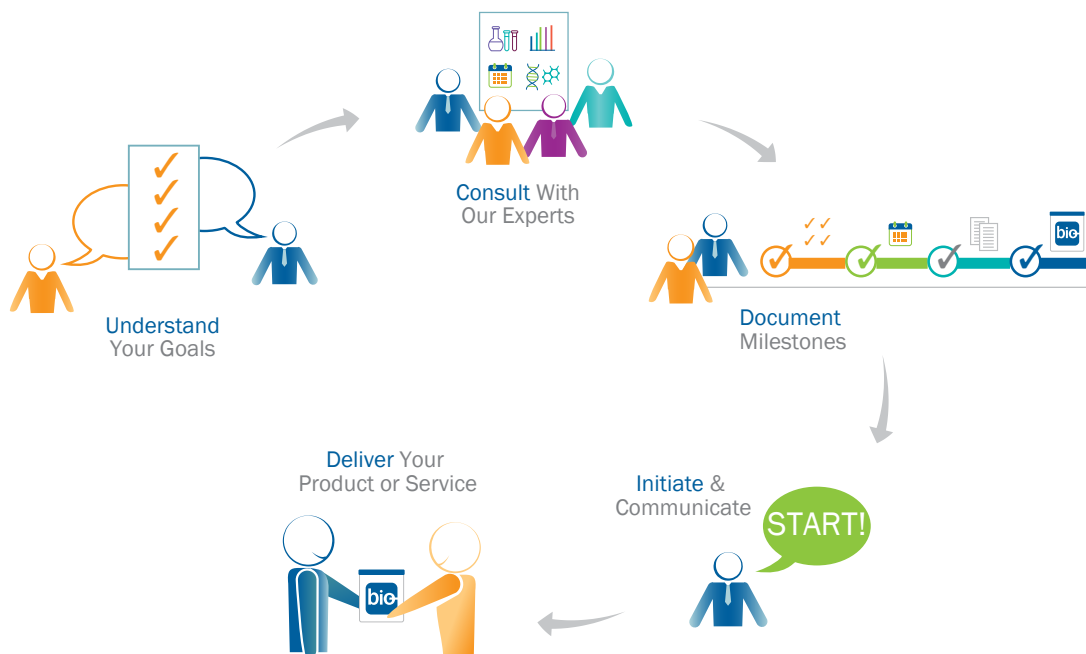 Understand
Your Goals
Consult With
Our Experts
bio
Document
Milestones
Initiate &
Communicate
START!
Deliver Your
Product or Service
bio